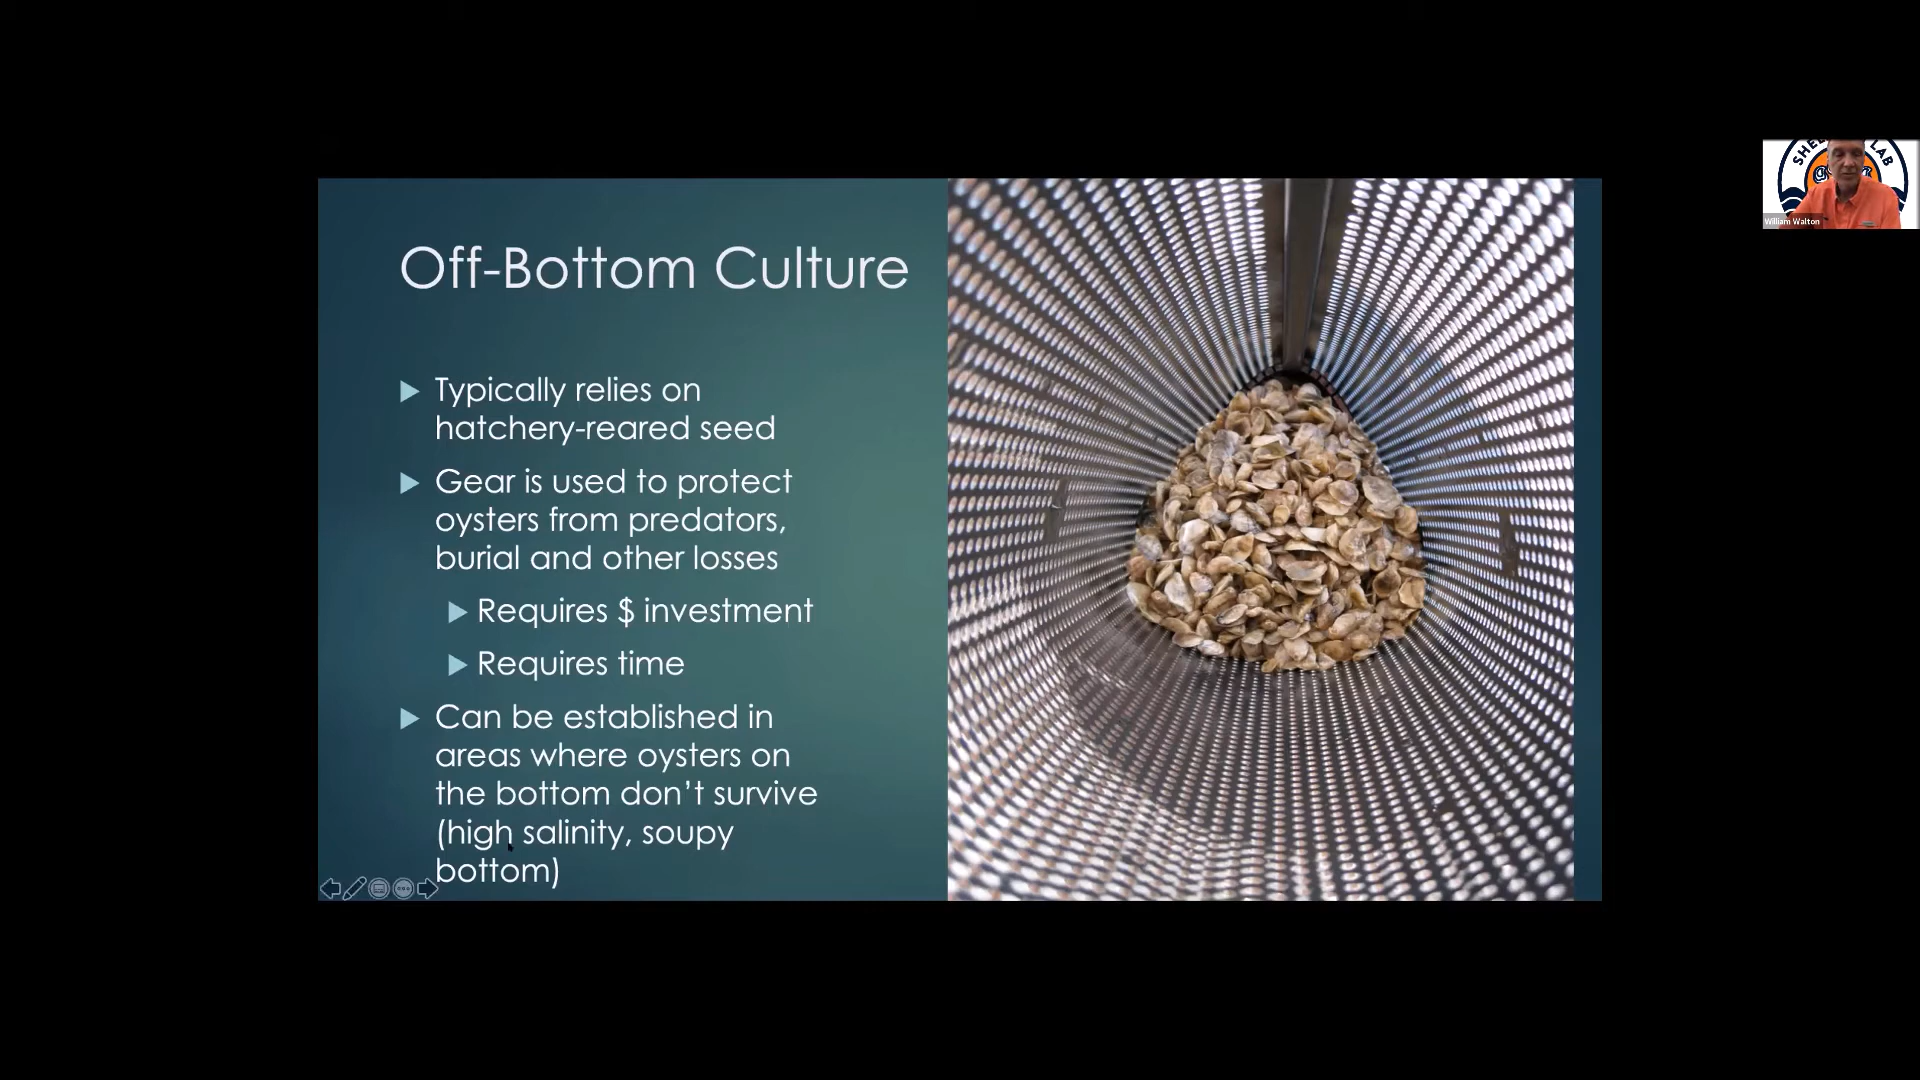 Off-Bottom Culture
Typically relies on
hatchery-reared seed
Gear is used to protect
oysters from predators,
burial and other losses
Requires $ investment
Requires time
Can be established in
areas where oysters on
the bottom don’t survive
(high salinity, soupy
bottom)
LAB
William Walton